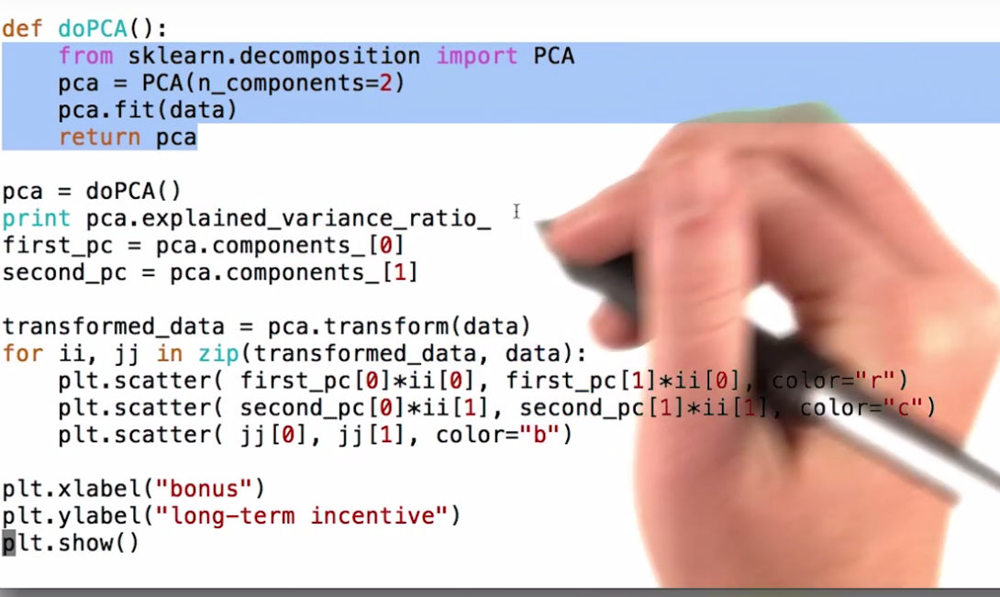 def doPCA():
    from sklearn.decomposition import PCA
    pca = PCA(n_components=2)
    pca.fit(data)
    return pca

pca = doPCA()
print pca.explained_variance_ratio_
first_pc = pca.components_[0]
second_pc = pca.components_[1]

transformed_data = pca.transform(data)
for ii, jj in zip(transformed_data, data):
    plt.scatter( first_pc[0]*ii[0], first_pc[1]*ii[0], color="r")
    plt.scatter( second_pc[0]*ii[1], second_pc[1]*ii[1], color="c")
    plt.scatter( jj[0], jj[1], color="b")

plt.xlabel("bonus")
plt.ylabel("long-term incentive")
plt.show()